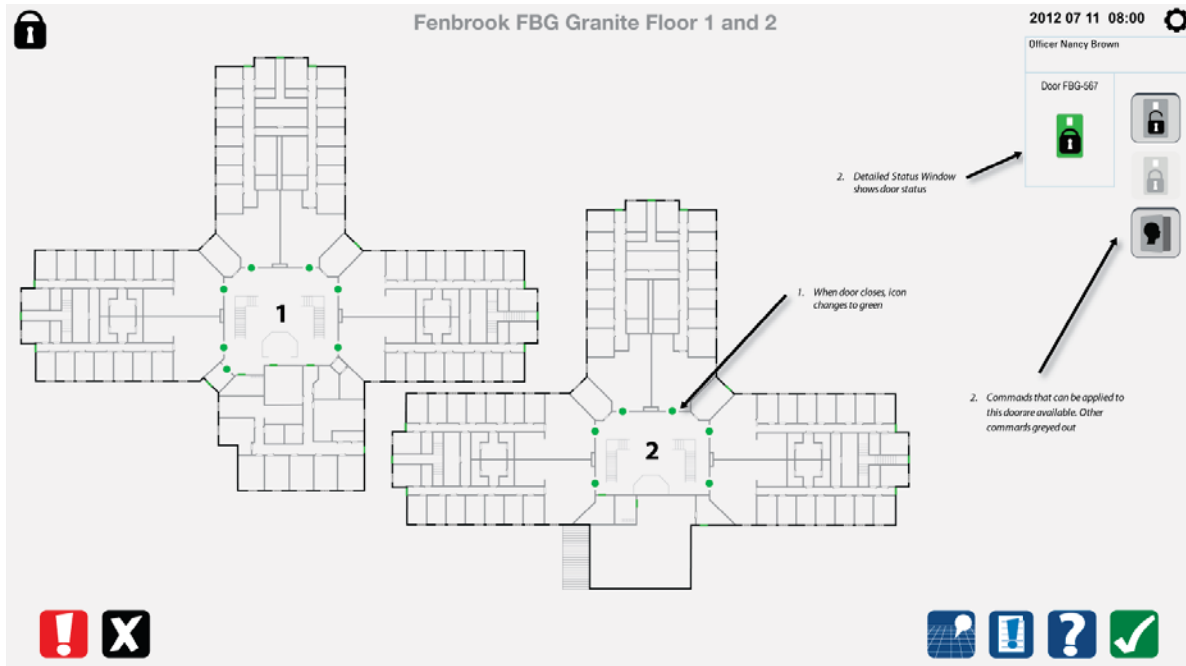 Fenbrook FBG Granite Floor 1 and 2
2012 07 11 08:00
Officer Nancy Brown
Door FBG-567
2. Detailed Status Window
shows door status
1. When door closes, icon
changes to green
2. Commands that can be applied to
this doorare available. Other
commards greyed out
1
2